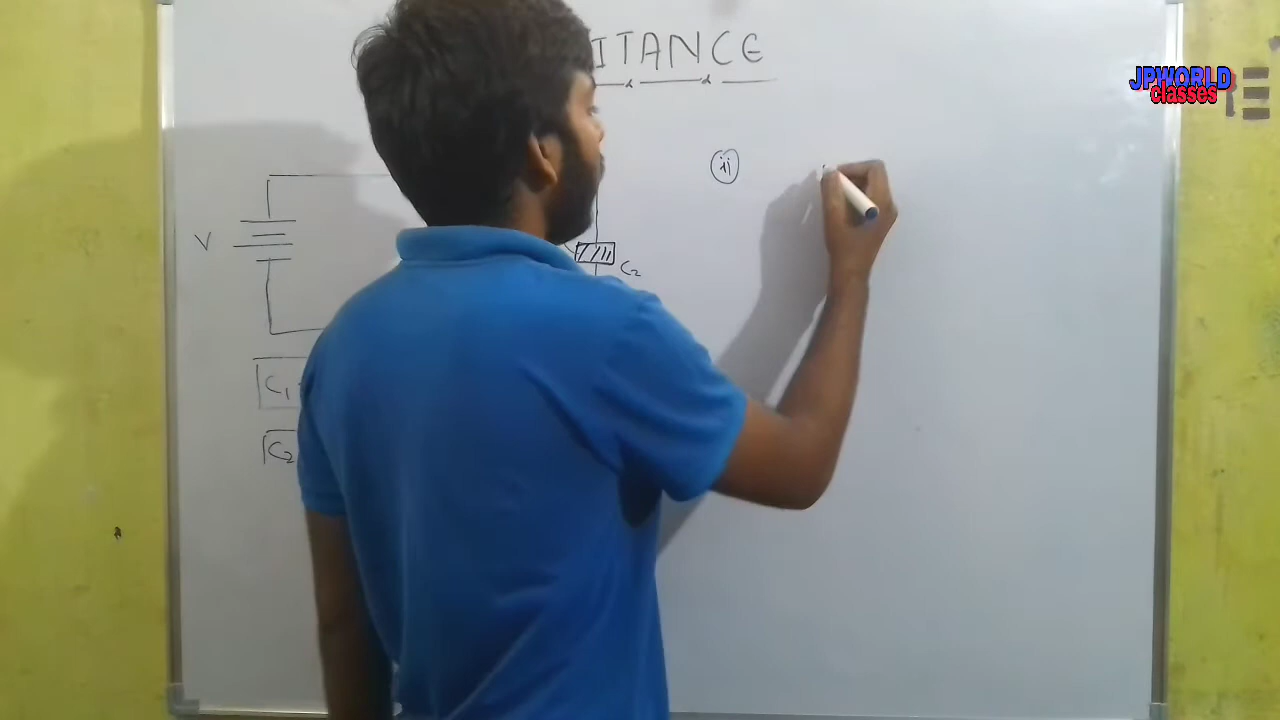 ITANCE
JPWORLD
classes
ii
V
C₂
C₁
C₂